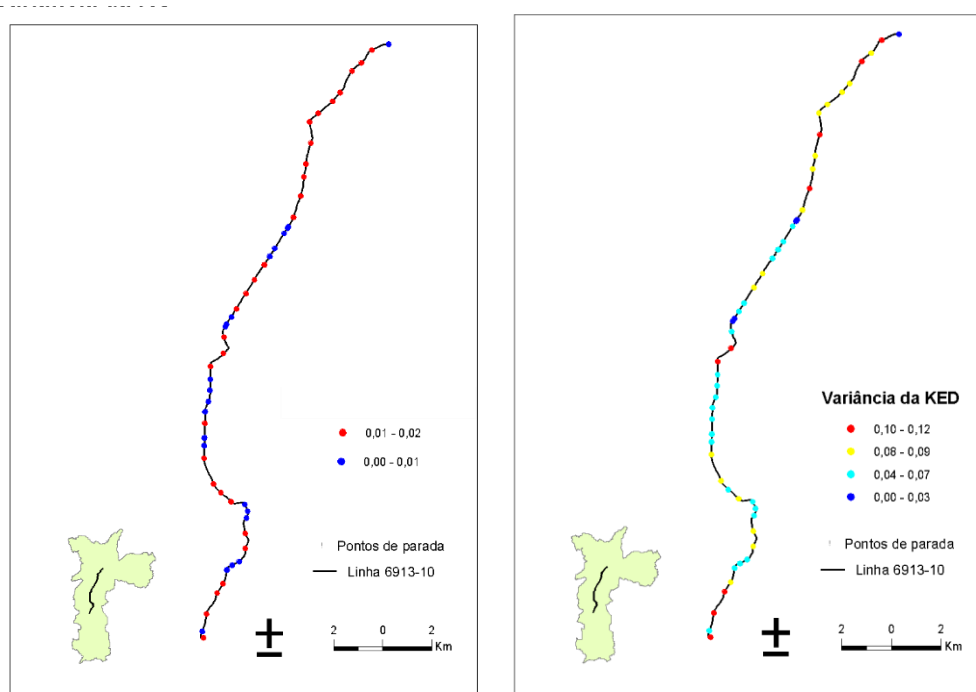 0,01 - 0,02
0,00 - 0,01
Pontos de parada
Linha 6913-10
2 0 2
Km
Variância da KED
0,10 - 0,12
0,08 - 0,09
0,04 - 0,07
0,00 - 0,03
Pontos de parada
Linha 6913-10
2 0 2
Km